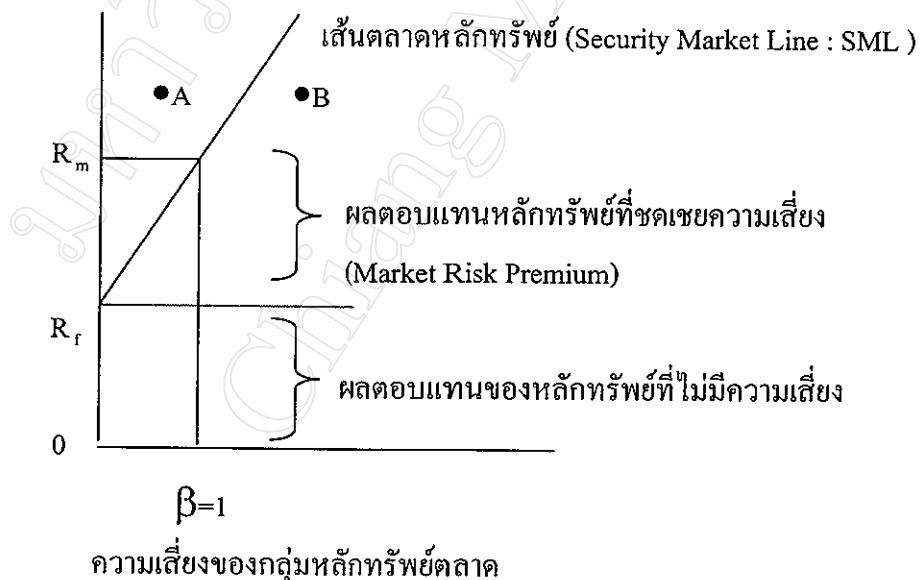 เส้นตลาดหลักทรัพย์ (Security Market Line : SML )
●A
●B
R m
ผลตอบแทนหลักทรัพย์ที่ชดเชยความเสี่ยง
(Market Risk Premium)
R f
ผลตอบแทนของหลักทรัพย์ที่ไม่มีความเสี่ยง
0
β=1
ความเสี่ยงของกลุ่มหลักทรัพย์ตลาด
Chiang M